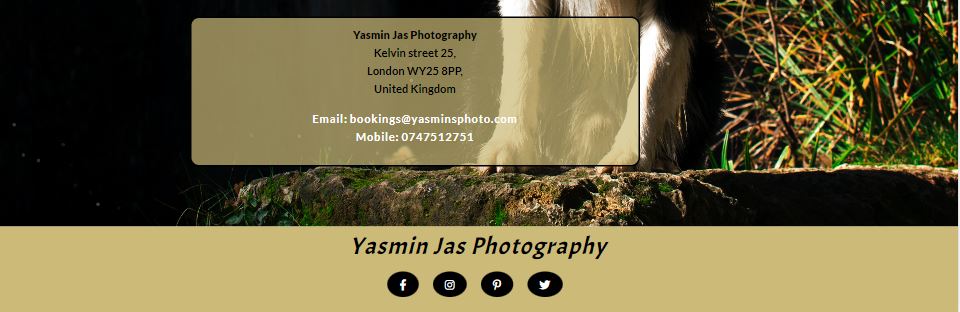 Yasmin Jas Photography
Kelvin street 25,
London WY25 8PP,
United Kingdom
Email: bookings@yasminsphoto.com
Mobile: 0747512751
Yasmin Jas Photography